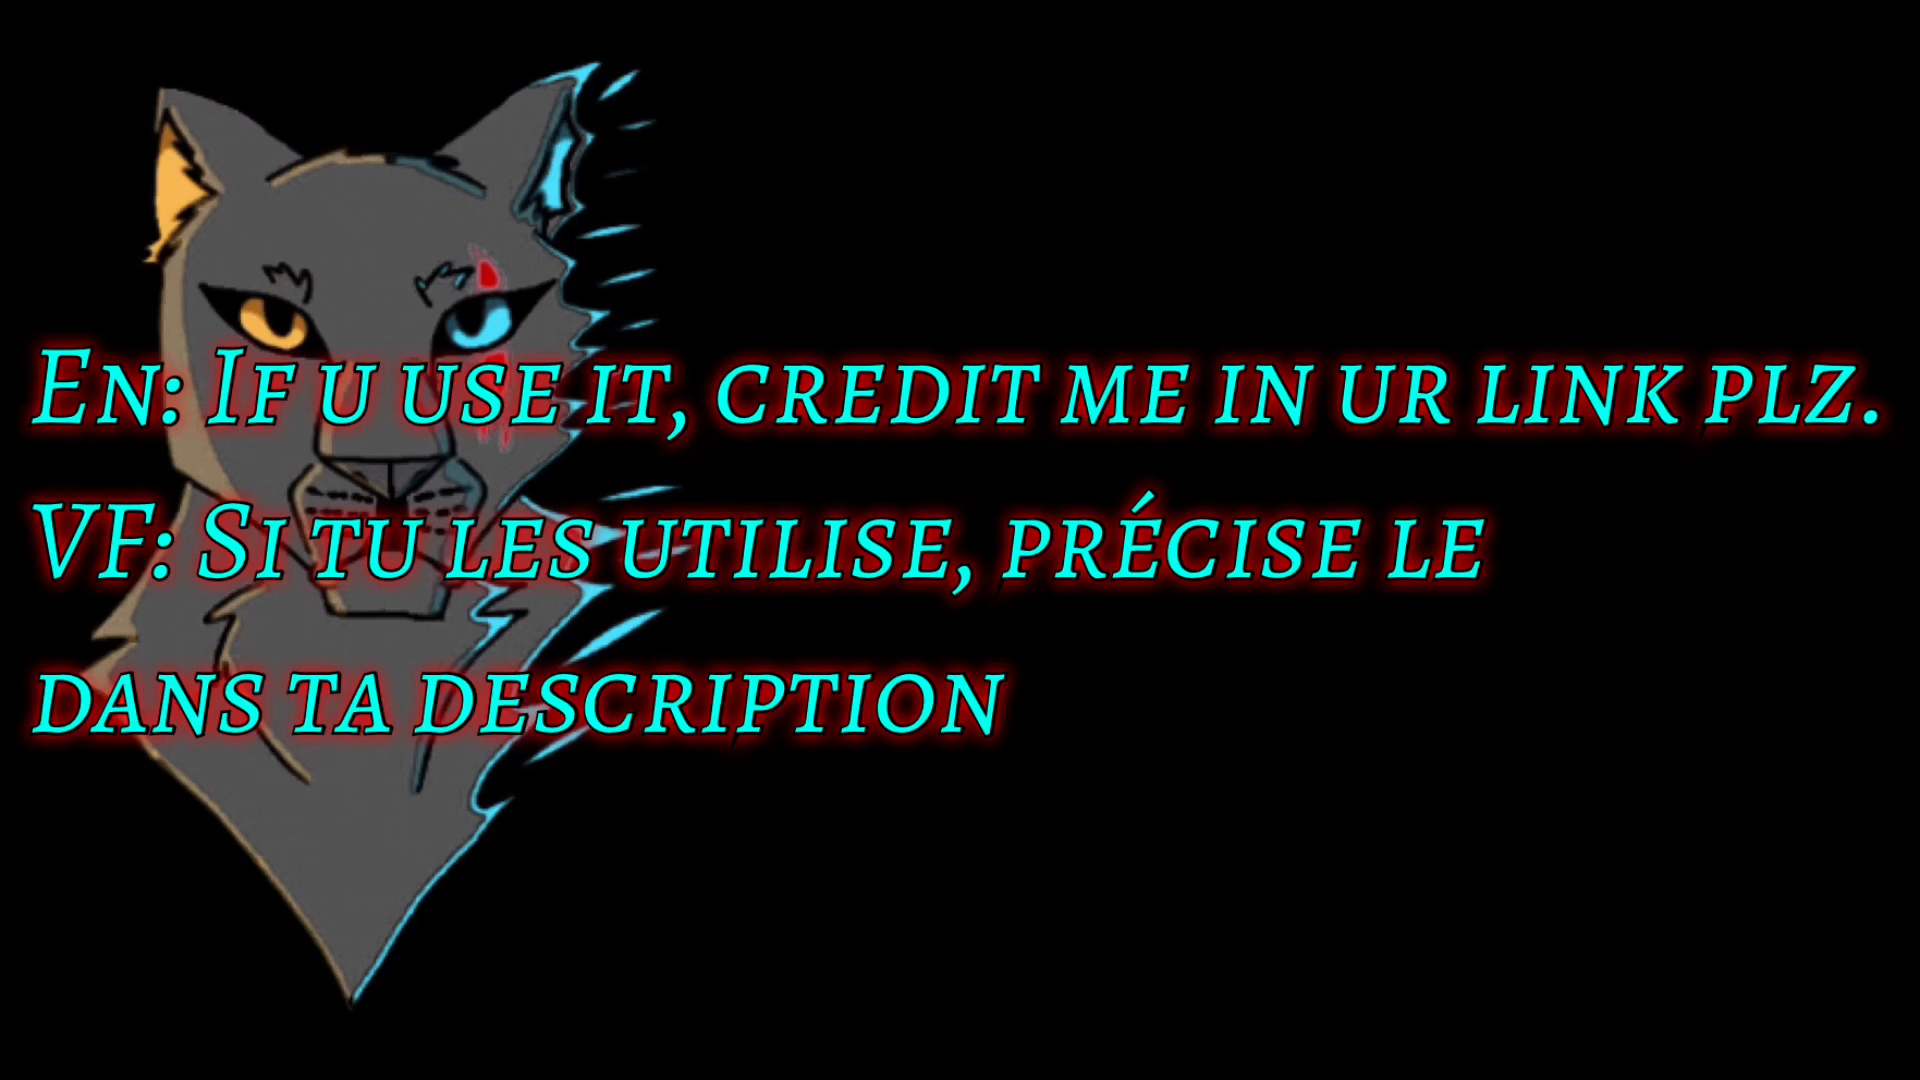 En: If u use it, credit me in ur link plz.
VF: Si tu les utilise, précise le
dans ta description